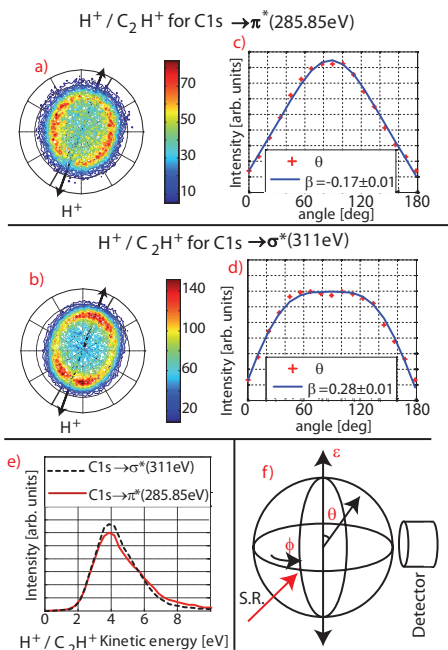 H⁺ / C₂ H⁺ for C1s →π*(285.85eV)
a)
80
70
50
30
10
H⁺
c)
Intensity [arb. units]
θ
β=-0.17±0.01
0 60 120 180
angle [deg]
H⁺ / C₂H⁺ for C1s →σ*(311eV)
b)
140
100
60
20
H⁺
d)
Intensity [arb. units]
θ
β=0.28±0.01
0 60 120 180
angle [deg]
e)
Intensity [arb. units]
C1s→σ*(311eV)
C1s→π*(285.85eV)
0 2 4 6 8
H⁺ / C₂H⁺ Kinetic energy [eV]
f)
ε
θ
ϕ
S.R.
Detector